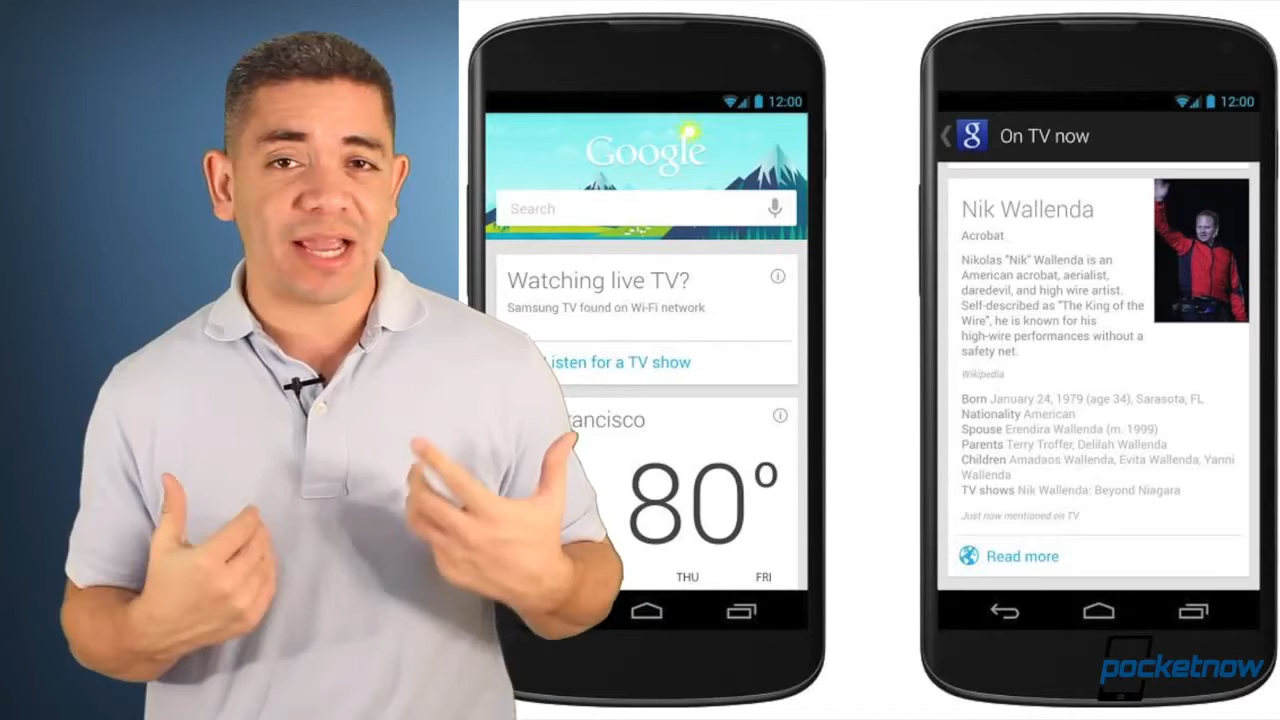 12:00
Google
Search
Watching live TV?
Samsung TV found on Wi-Fi network
isten for a TV show
ancisco
80°
THU FRI
12:00
g On TV now
Nik Wallenda
Acrobat
Nikolas "Nik" Wallenda is an
American acrobat, aerialist,
daredevil, and high wire artist.
Self-described as "The King of the
Wire", he is known for his
high-wire performances without a
safety net.
Wikipedia
Born January 24, 1979 (age 34), Sarasota, FL
Nationality American
Spouse Erendira Wallenda (m. 1999)
Parents Terry Troffer, Delilah Wallenda
Children Amadaos Wallenda, Evita Wallenda, Yanni
Wallenda
TV shows Nik Wallenda: Beyond Niagara
Just now mentioned on TV
Read more
pocketnow